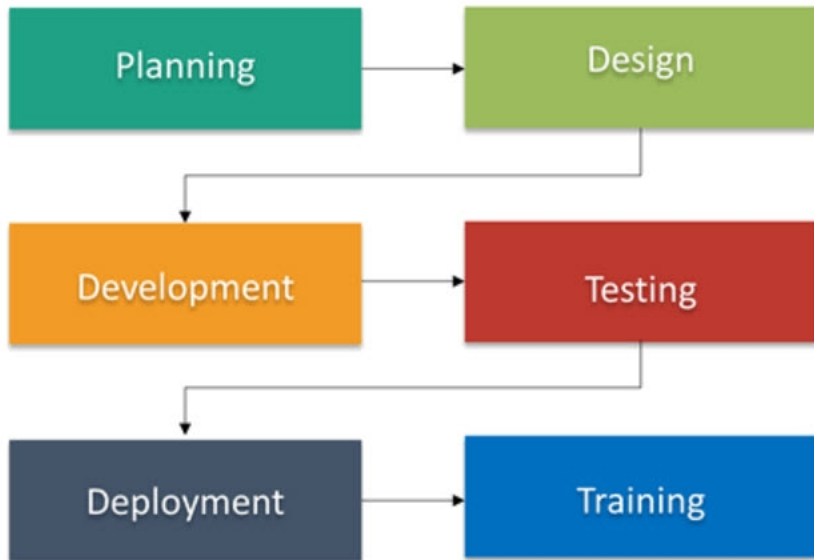 Planning
Design
Development
Testing
Deployment
Training